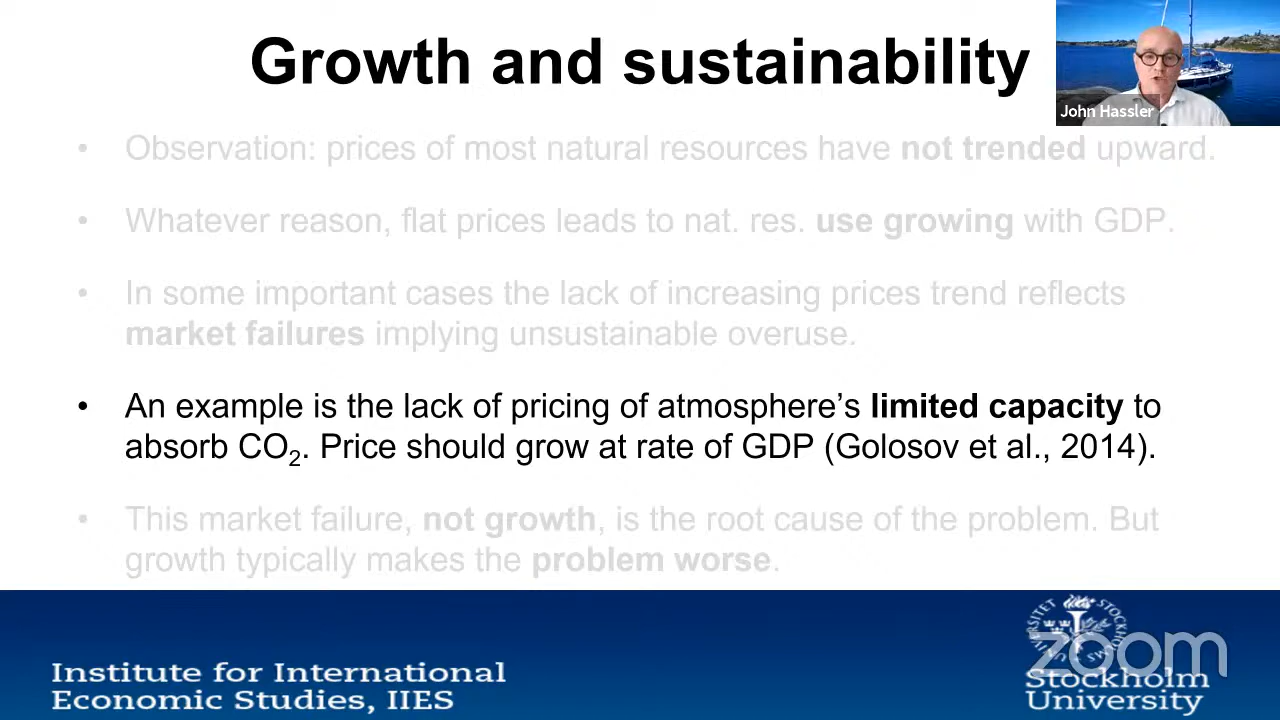 Growth and sustainability
John Hassler
• Observation: prices of most natural resources have not trended upward.
• Whatever reason, flat prices leads to nat. res. use growing with GDP.
• In some important cases the lack of increasing prices trend reflects
market failures implying unsustainable overuse.
• An example is the lack of pricing of atmosphere’s limited capacity to
absorb CO₂. Price should grow at rate of GDP (Golosov et al., 2014).
• This market failure, not growth, is the root cause of the problem. But
growth typically makes the problem worse.
Institute for International
Economic Studies, IIES
zoom
Stockholm
University